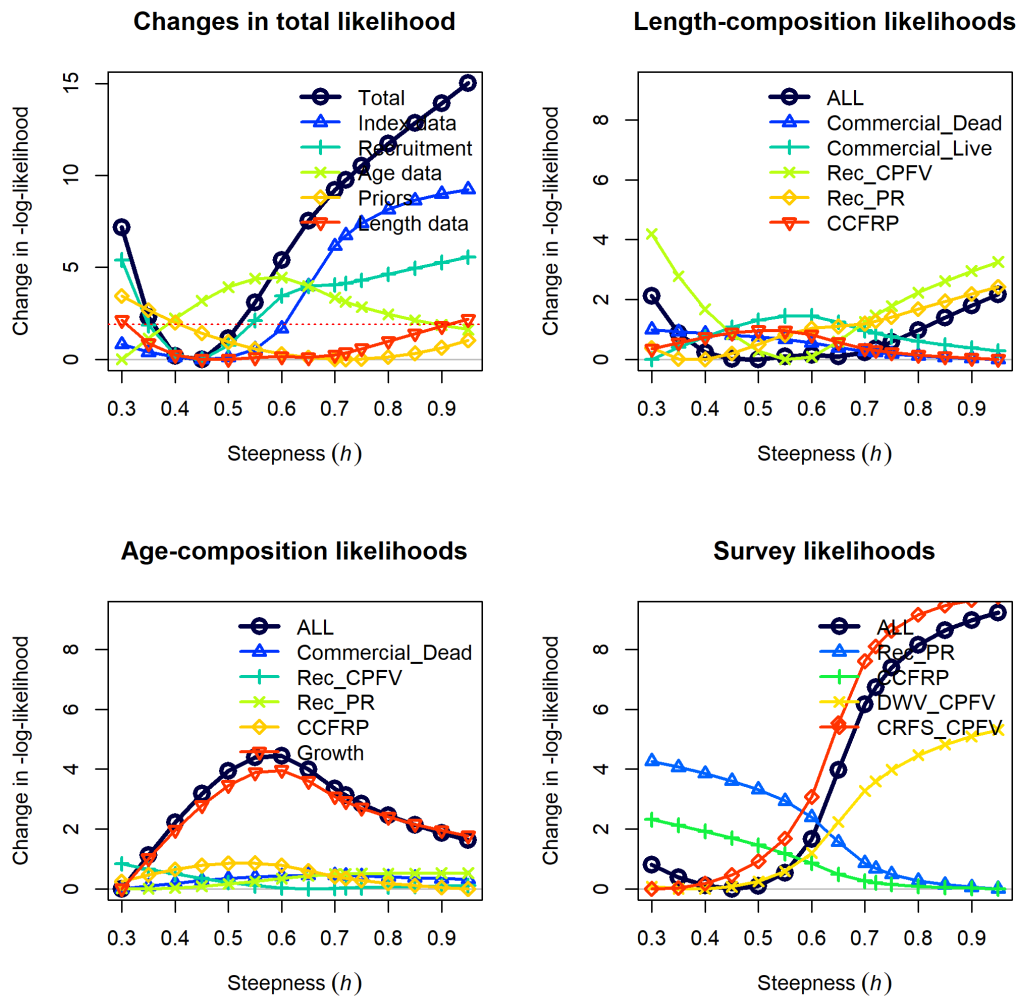 Changes in total likelihood
Change in -log-likelihood
15
10
5
0
Total
Index data
Recruitment
Age data
Priors
Length data
0.3 0.4 0.5 0.6 0.7 0.8 0.9
Steepness (h)
Length-composition likelihoods
Change in -log-likelihood
8
6
4
2
0
ALL
Commercial_Dead
Commercial_Live
Rec_CPFV
Rec_PR
CCFRP
0.3 0.4 0.5 0.6 0.7 0.8 0.9
Steepness (h)
Age-composition likelihoods
Change in -log-likelihood
8
6
4
2
0
ALL
Commercial_Dead
Rec_CPFV
Rec_PR
CCFRP
Growth
0.3 0.4 0.5 0.6 0.7 0.8 0.9
Steepness (h)
Survey likelihoods
Change in -log-likelihood
8
6
4
2
0
ALL
Rec_PR
CCFRP
DWV_CPFV
CRFS_CPFV
0.3 0.4 0.5 0.6 0.7 0.8 0.9
Steepness (h)